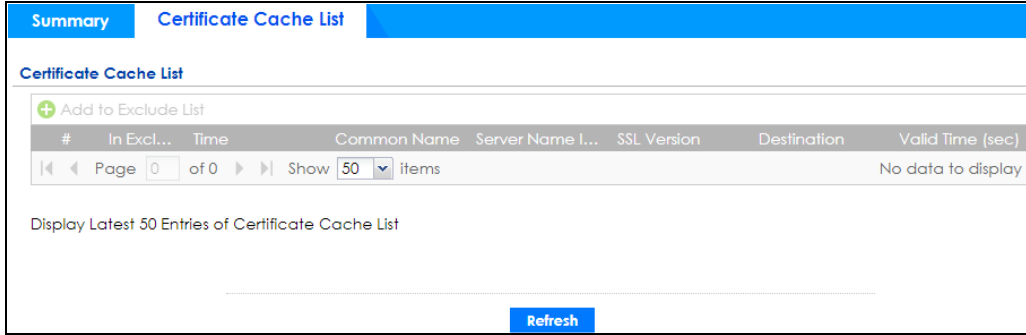 Summary Certificate Cache List
Certificate Cache List
Add to Exclude List
# In Excl... Time Common Name Server Name I... SSL Version Destination Valid Time (sec)
Page 0 of 0 Show 50 items No data to display
Display Latest 50 Entries of Certificate Cache List
Refresh